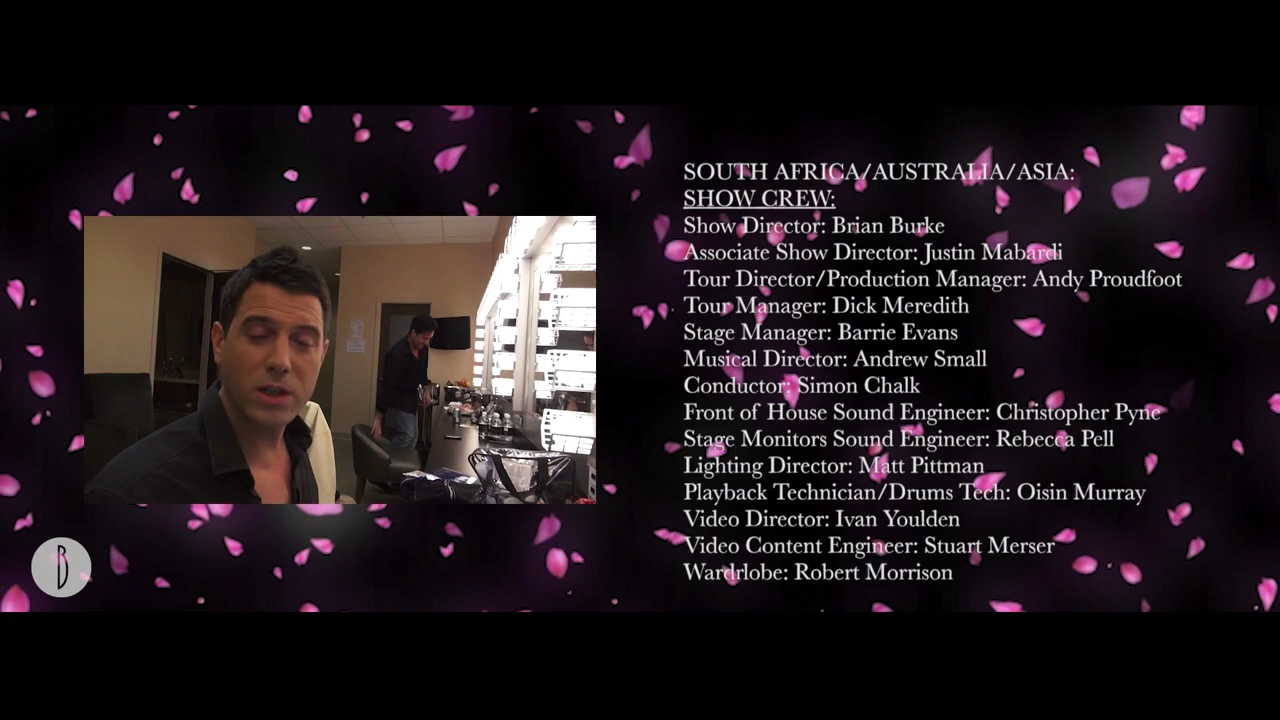 SOUTH AFRICA/AUSTRALIA/ASIA:
SHOW CREW:
Show Director: Brian Burke
Associate Show Director: Justin Mabardi
Tour Director/Production Manager: Andy Proudfoot
Tour Manager: Dick Meredith
Stage Manager: Barrie Evans
Musical Director: Andrew Small
Conductor: Simon Chalk
Front of House Sound Engineer: Christopher Pyne
Stage Monitors Sound Engineer: Rebecca Pell
Lighting Director: Matt Pittman
Playback Technician/Drums Tech: Oisin Murray
Video Director: Ivan Youlden
Video Content Engineer: Stuart Merser
Wardrlobe: Robert Morrison
B